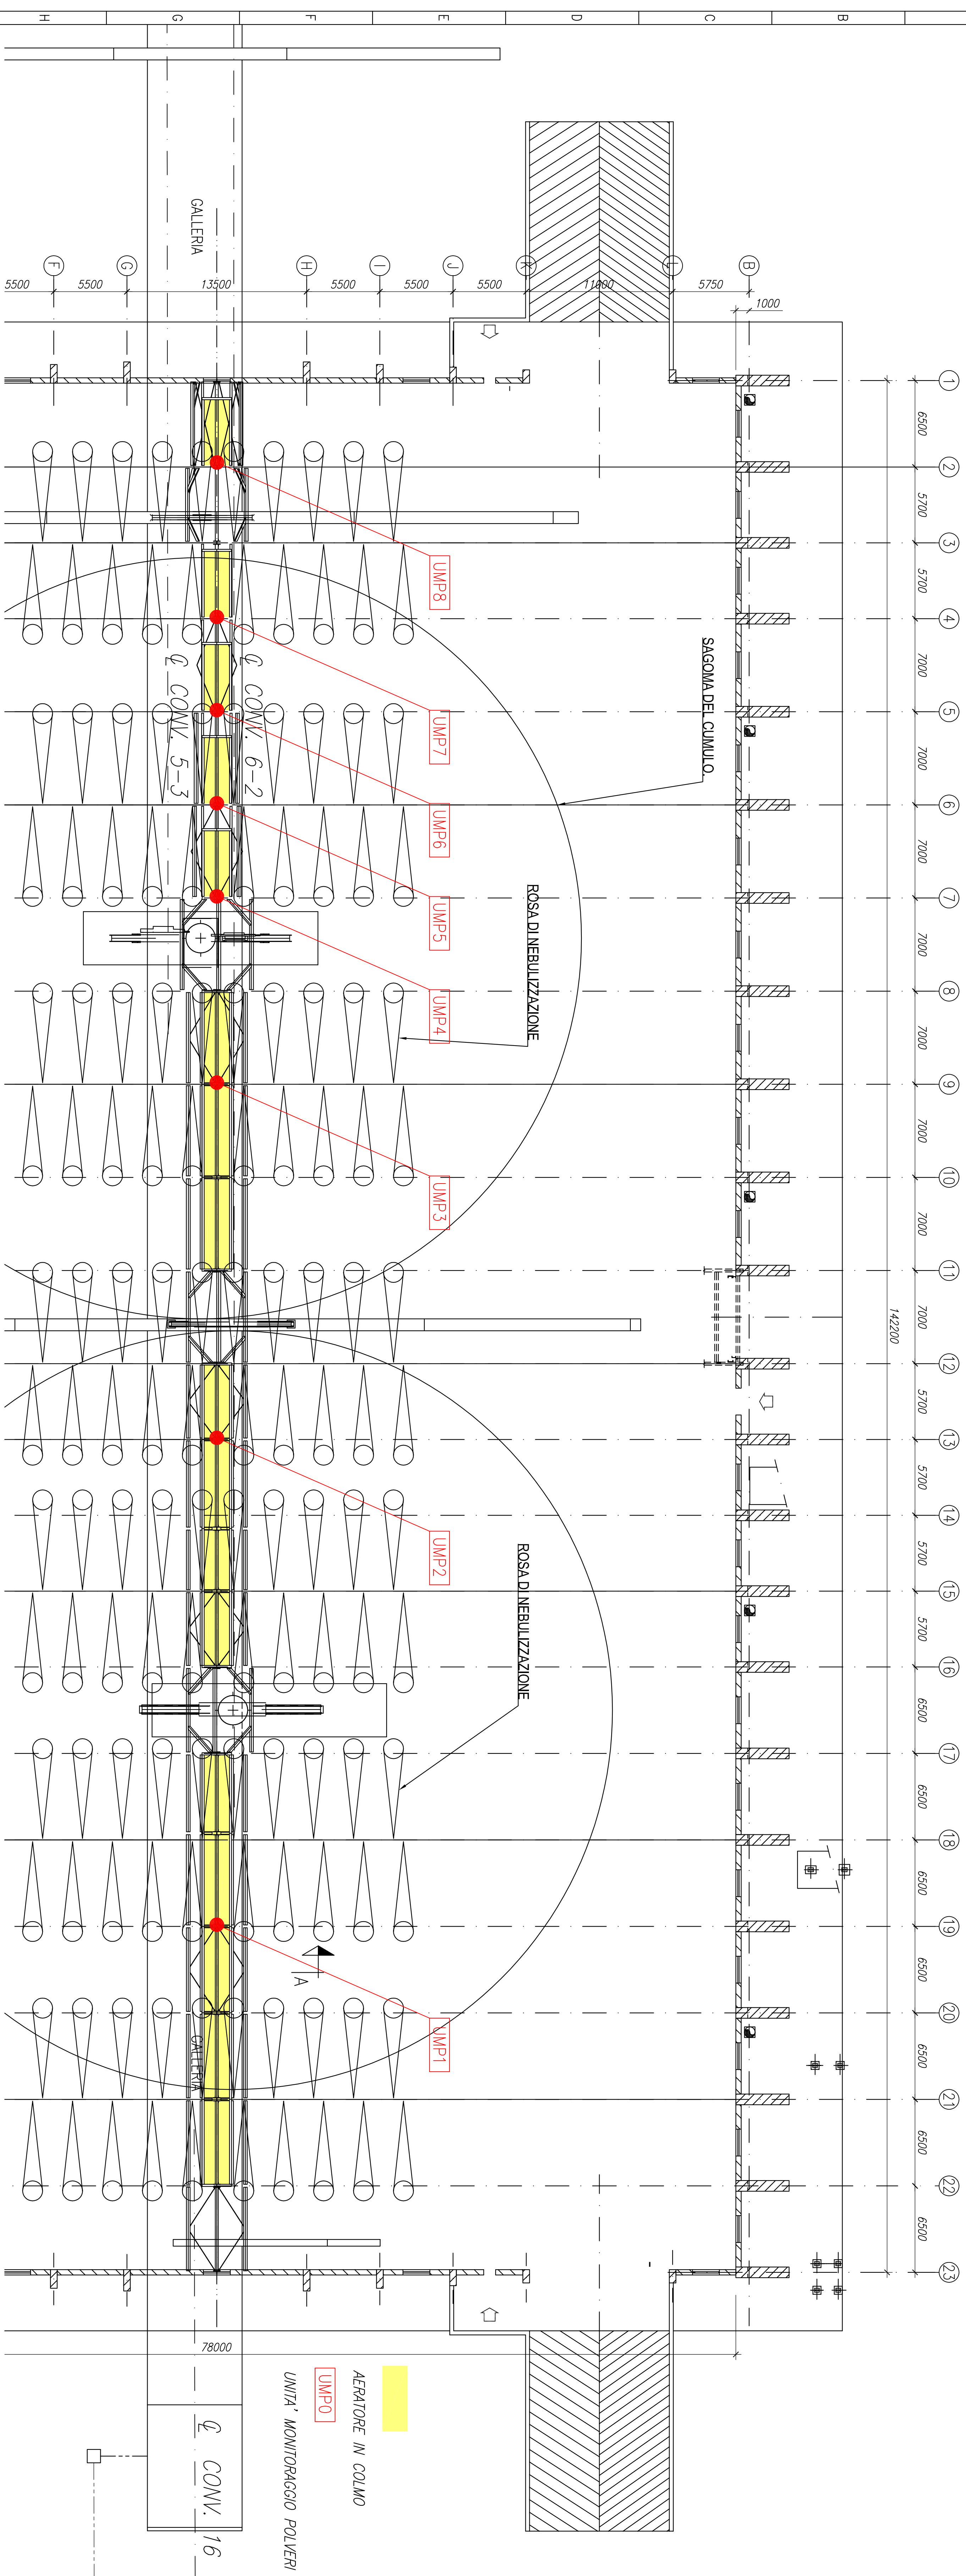 H
G
F
E
D
C
B
GALLERIA
F
G
H
I
J
K
L
B
5500
5500
13500
5500
5500
5500
11000
5750
1000
1
6500
2
5700
3
5700
4
7000
5
7000
6
7000
7
7000
8
7000
9
7000
10
7000
11
7000
12
5700
13
5700
14
5700
15
5700
16
6500
17
6500
18
6500
19
6500
20
6500
21
6500
22
6500
23
142200
UMP8
UMP7
UMP6
UMP5
UMP4
UMP3
UMP2
UMP1
SAGOMA DEL CUMULO.
ROSA DI NEBULIZZAZIONE
ROSA DI NEBULIZZAZIONE
CONV. 6-2
CONV. 5-3
A
GALLERIA
78000
AERATORE IN COLMO
UMP0
UNITA' MONITORAGGIO POLVERI
CONV. 16